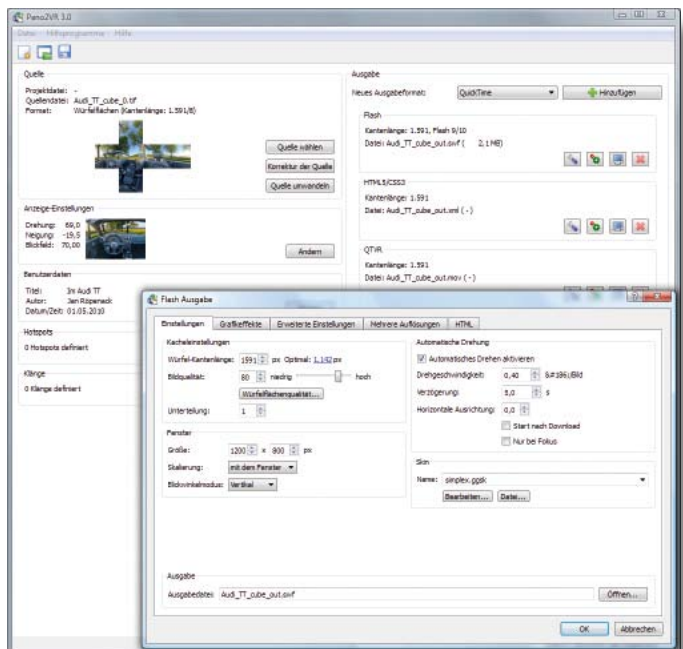 Pano2VR 3.0
Datei Hilfsprogramme Hilfe
Quelle
Projektdatei: -
Quellendatei: Audi_TT_cube_0.tif
Format: Würfelflächen (Kantenlänge: 1.591/8)
Quelle wählen
Korrektur der Quelle
Quelle umwandeln
Anzeige-Einstellungen
Drehung: 69,0
Neigung: -19,5
Blickfeld: 70,00
Ändern
Benutzerdaten
Titel: Im Audi TT
Autor: Jan Röpenack
Datum/Zeit: 01.05.2010
Hotspots
0 Hotspots definiert
Klänge
0 Klänge definiert
Ausgabe
Neues Ausgabeformat: QuickTime Hinzufügen
Flash
Kantenlänge: 1.591, Flash 9/10
Datei: Audi_TT_cube_out.swf ( 2,1 MB)
HTML5/CSS3
Kantenlänge: 1.591
Datei: Audi_TT_cube_out.xml ( - )
QTVR
Kantenlänge: 1.591
Datei: Audi_TT_cube_out.mov ( - )
Flash Ausgabe
Einstellungen Grafikeffekte Erweiterte Einstellungen Mehrere Auflösungen HTML
Kacheleinstellungen
Würfel-Kantenlänge: 1591 px Optimal: 1.142 px
Bildqualität: 80 niedrig hoch
Würfelflächenqualität...
Unterteilung: 1
Fenster
Größe: 1200 x 800 px
Skalierung: mit dem Fenster
Blickwinkelmodus: Vertikal
Automatische Drehung
Automatisches Drehen aktivieren
Drehgeschwindigkeit: 0,40 &#186;/Bild
Verzögerung: 5,0 s
Horizontale Ausrichtung: 0,0
Start nach Download
Nur bei Fokus
Skin
Name: simplex.ggsk
Bearbeiten... Datei...
Ausgabe
Ausgabedatei: Audi_TT_cube_out.swf Öffnen...
OK Abbrechen